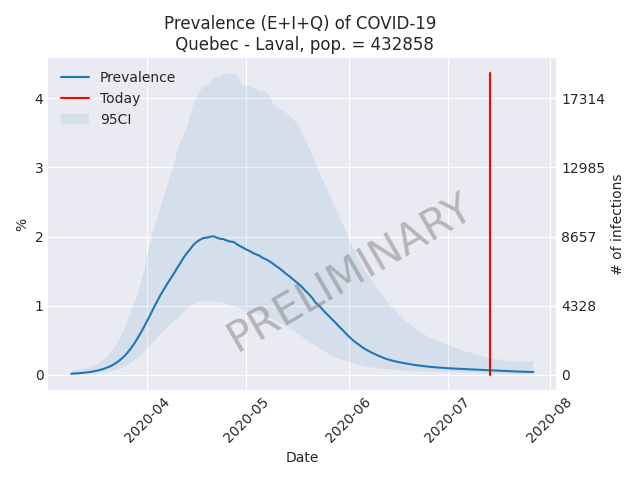 Prevalence (E+I+Q) of COVID-19
Quebec - Laval, pop. = 432858
Prevalence
Today
95CI
4
3
2
1
0
%
17314
12985
8657
4328
0
# of infections
PRELIMINARY
2020-04
2020-05
2020-06
2020-07
2020-08
Date